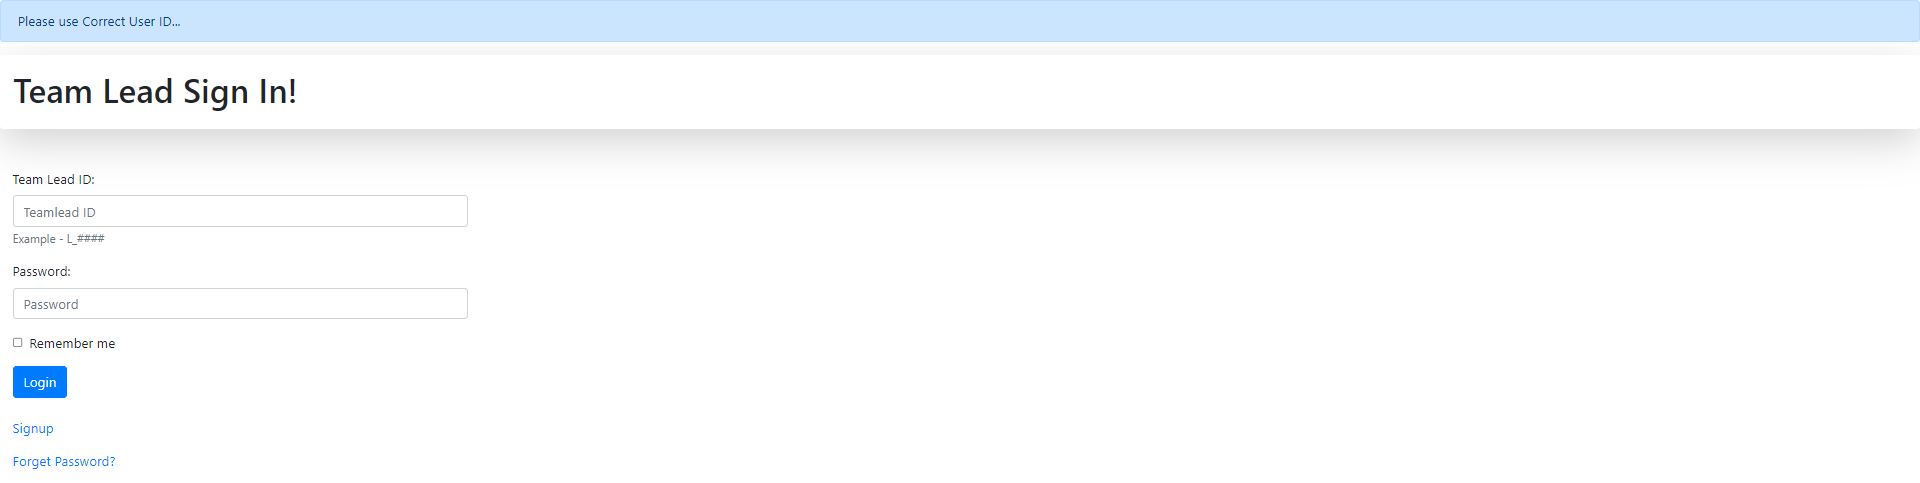 Please use Correct User ID...
Team Lead Sign In!
Team Lead ID:
Teamlead ID
Example - L_####
Password:
Password
Remember me
Login
Signup
Forget Password?